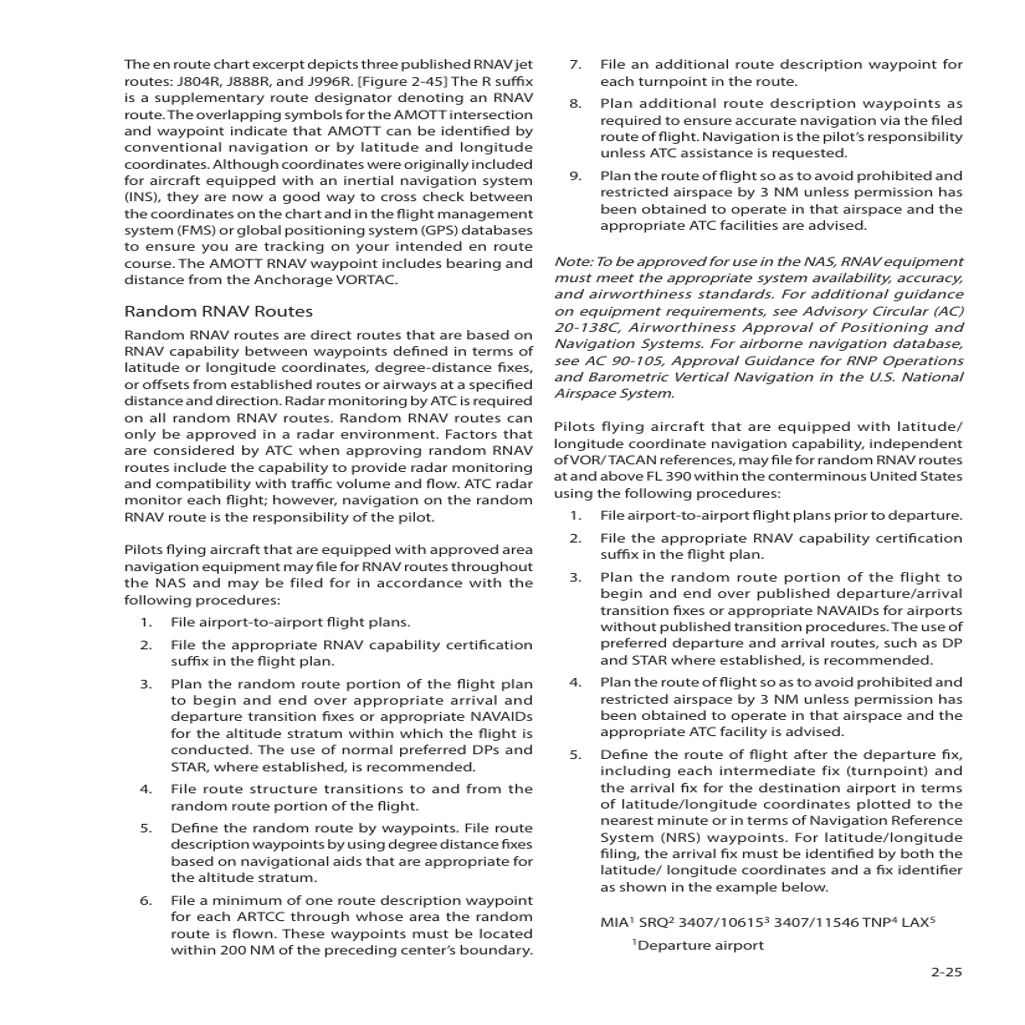 The en route chart excerpt depicts three published RNAV jet
routes: J804R, J888R, and J996R. [Figure 2-45] The R suffix
is a supplementary route designator denoting an RNAV
route. The overlapping symbols for the AMOTT intersection
and waypoint indicate that AMOTT can be identified by
conventional navigation or by latitude and longitude
coordinates. Although coordinates were originally included
for aircraft equipped with an inertial navigation system
(INS), they are now a good way to cross check between
the coordinates on the chart and in the flight management
system (FMS) or global positioning system (GPS) databases
to ensure you are tracking on your intended en route
course. The AMOTT RNAV waypoint includes bearing and
distance from the Anchorage VORTAC.
Random RNAV Routes
Random RNAV routes are direct routes that are based on
RNAV capability between waypoints defined in terms of
latitude or longitude coordinates, degree-distance fixes,
or offsets from established routes or airways at a specified
distance and direction. Radar monitoring by ATC is required
on all random RNAV routes. Random RNAV routes can
only be approved in a radar environment. Factors that
are considered by ATC when approving random RNAV
routes include the capability to provide radar monitoring
and compatibility with traffic volume and flow. ATC radar
monitor each flight; however, navigation on the random
RNAV route is the responsibility of the pilot.
Pilots flying aircraft that are equipped with approved area
navigation equipment may file for RNAV routes throughout
the NAS and may be filed for in accordance with the
following procedures:
1. File airport-to-airport flight plans.
2. File the appropriate RNAV capability certification
suffix in the flight plan.
3. Plan the random route portion of the flight plan
to begin and end over appropriate arrival and
departure transition fixes or appropriate NAVAIDs
for the altitude stratum within which the flight is
conducted. The use of normal preferred DPs and
STAR, where established, is recommended.
4. File route structure transitions to and from the
random route portion of the flight.
5. Define the random route by waypoints. File route
description waypoints by using degree distance fixes
based on navigational aids that are appropriate for
the altitude stratum.
6. File a minimum of one route description waypoint
for each ARTCC through whose area the random
route is flown. These waypoints must be located
within 200 NM of the preceding center's boundary.
7. File an additional route description waypoint for
each turnpoint in the route.
8. Plan additional route description waypoints as
required to ensure accurate navigation via the filed
route of flight. Navigation is the pilot's responsibility
unless ATC assistance is requested.
9. Plan the route of flight so as to avoid prohibited and
restricted airspace by 3 NM unless permission has
been obtained to operate in that airspace and the
appropriate ATC facilities are advised.
Note: To be approved for use in the NAS, RNAV equipment
must meet the appropriate system availability, accuracy,
and airworthiness standards. For additional guidance
on equipment requirements, see Advisory Circular (AC)
20-138C, Airworthiness Approval of Positioning and
Navigation Systems. For airborne navigation database,
see AC 90-105, Approval Guidance for RNP Operations
and Barometric Vertical Navigation in the U.S. National
Airspace System.
Pilots flying aircraft that are equipped with latitude/
longitude coordinate navigation capability, independent
of VOR/ TACAN references, may file for random RNAV routes
at and above FL 390 within the conterminous United States
using the following procedures:
1. File airport-to-airport flight plans prior to departure.
2. File the appropriate RNAV capability certification
suffix in the flight plan.
3. Plan the random route portion of the flight to
begin and end over published departure/arrival
transition fixes or appropriate NAVAIDs for airports
without published transition procedures. The use of
preferred departure and arrival routes, such as DP
and STAR where established, is recommended.
4. Plan the route of flight so as to avoid prohibited and
restricted airspace by 3 NM unless permission has
been obtained to operate in that airspace and the
appropriate ATC facility is advised.
5. Define the route of flight after the departure fix,
including each intermediate fix (turnpoint) and
the arrival fix for the destination airport in terms
of latitude/longitude coordinates plotted to the
nearest minute or in terms of Navigation Reference
System (NRS) waypoints. For latitude/longitude
filing, the arrival fix must be identified by both the
latitude/ longitude coordinates and a fix identifier
as shown in the example below.
MIA¹ SRQ² 3407/10615³ 3407/11546 TNP⁴ LAX⁵
¹Departure airport
2-25